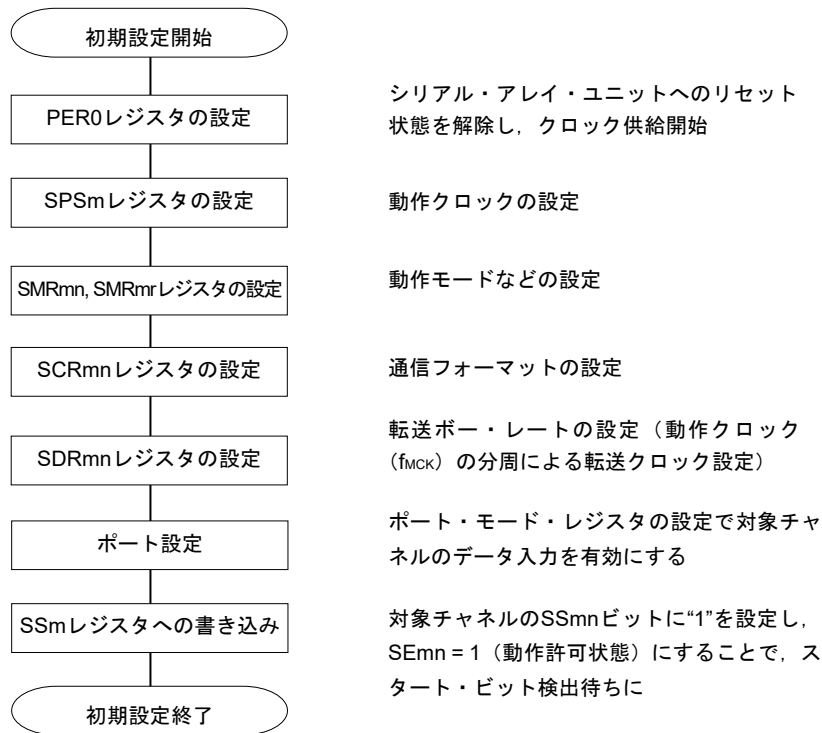 初期設定開始
PER0レジスタの設定
シリアル・アレイ・ユニットへのリセット
状態を解除し，クロック供給開始
SPSmレジスタの設定
動作クロックの設定
SMRmn, SMRmrレジスタの設定
動作モードなどの設定
SCRmnレジスタの設定
通信フォーマットの設定
SDRmnレジスタの設定
転送ボー・レートの設定（動作クロック
（fMCK）の分周による転送クロック設定）
ポート設定
ポート・モード・レジスタの設定で対象チャ
ネルのデータ入力を有効にする
SSmレジスタへの書き込み
対象チャネルのSSmnビットに“1”を設定し，
SEmn = 1（動作許可状態）にすることで，ス
タート・ビット検出待ちに
初期設定終了